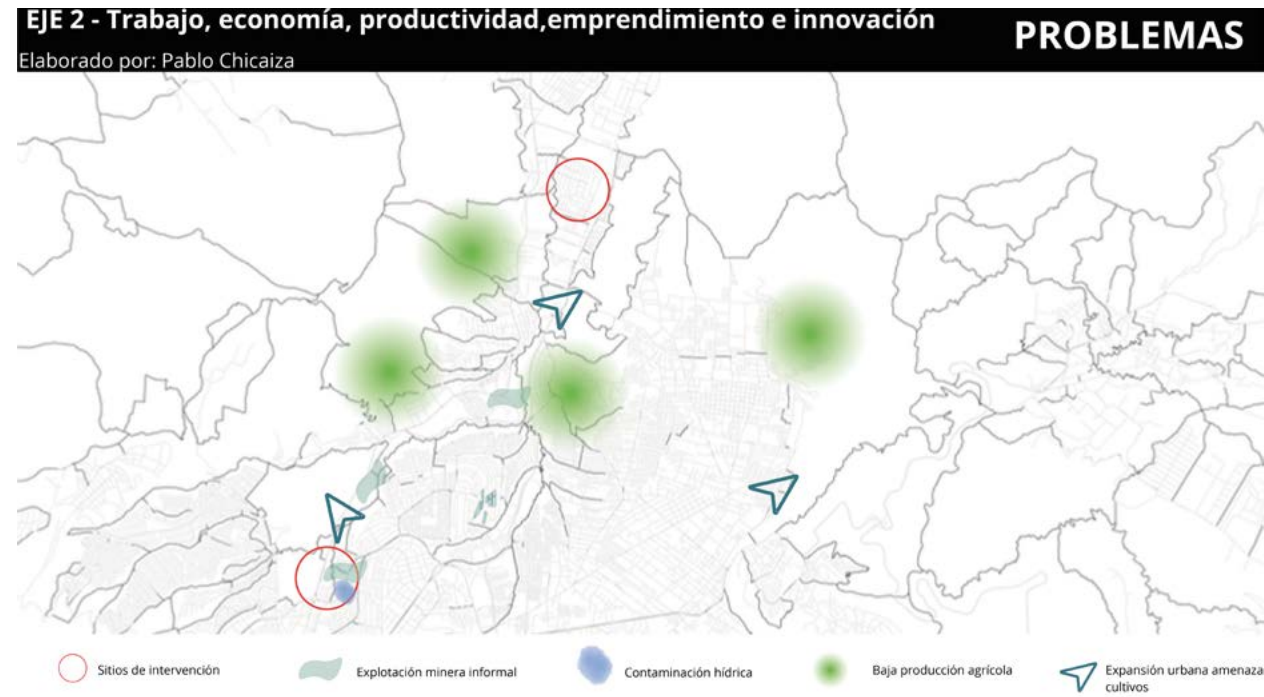 EJE 2 - Trabajo, economía, productividad,emprendimiento e innovación
PROBLEMAS
Elaborado por: Pablo Chicaiza
Sitios de intervención
Explotación minera informal
Contaminación hídrica
Baja producción agrícola
Expansión urbana amenaza
cultivos